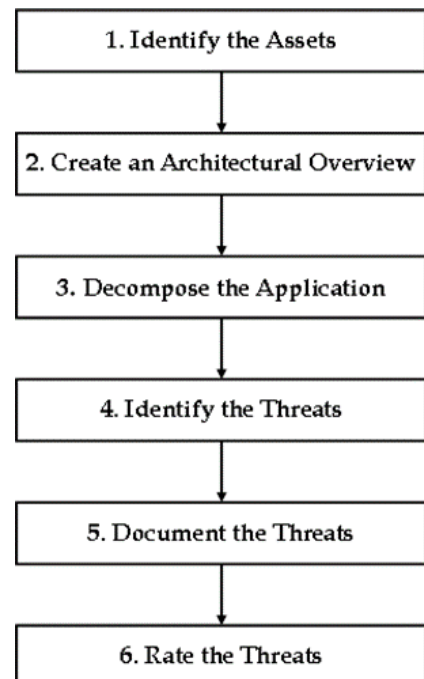 1. Identify the Assets
2. Create an Architectural Overview
3. Decompose the Application
4. Identify the Threats
5. Document the Threats
6. Rate the Threats